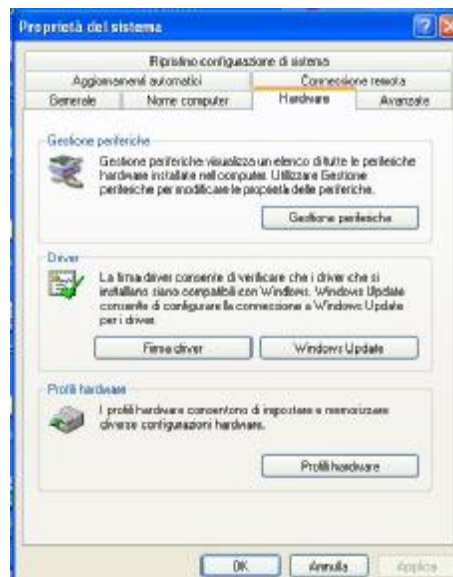 Proprietà del sistema
Ripristino configurazione di sistema
Aggiornamenti automatici
Connessione remota
Generale
Nome computer
Hardware
Avanzate
Gestione periferiche
Gestione periferiche visualizza un elenco di tutte le periferiche
hardware installate nel computer. Utilizzare Gestione
periferiche per modificare le proprietà delle periferiche.
Gestione periferiche
Driver
La firma driver consente di verificare che i driver che si
installano siano compatibili con Windows. Windows Update
consente di configurare la connessione a Windows Update
per i driver.
Firma driver
Windows Update
Profili hardware
I profili hardware consentono di impostare e memorizzare
diverse configurazioni hardware.
Profili hardware
OK
Annulla
Applica